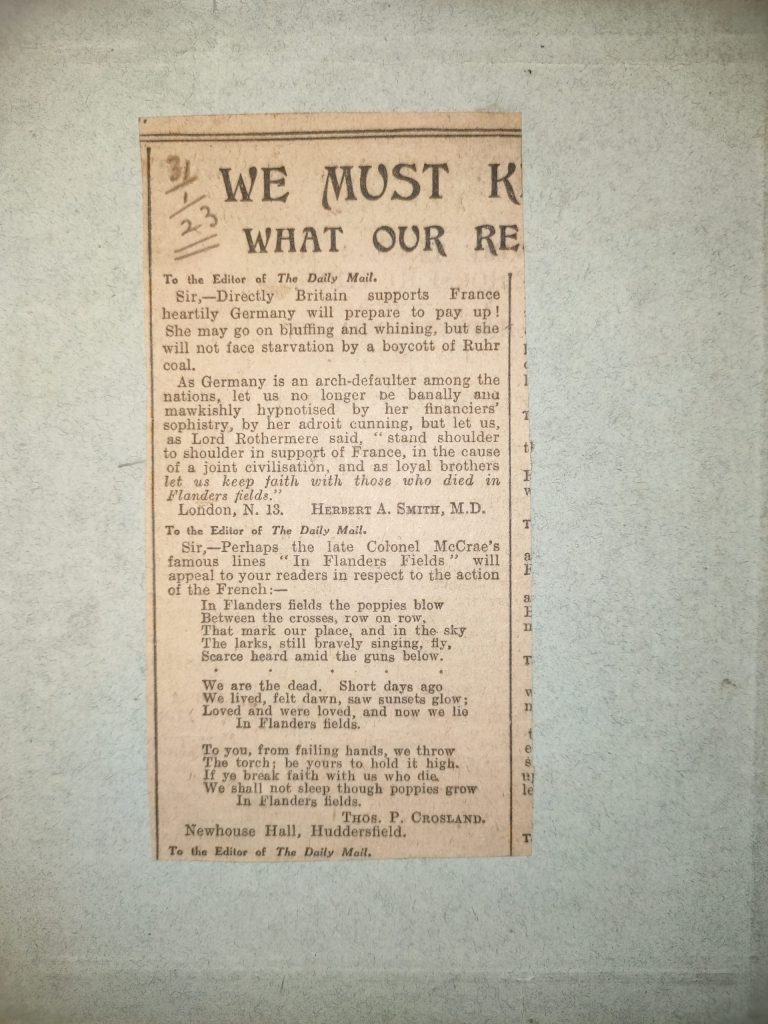 31
1
23
WE MUST K
WHAT OUR RE
To the Editor of The Daily Mail.
Sir,—Directly Britain supports France
heartily Germany will prepare to pay up!
She may go on bluffing and whining, but she
will not face starvation by a boycott of Ruhr
coal.
As Germany is an arch-defaulter among the
nations, let us no longer be banally and
mawkishly hypnotised by her financiers'
sophistry, by her adroit cunning, but let us,
as Lord Rothermere said, "stand shoulder
to shoulder in support of France, in the cause
of a joint civilisation, and as loyal brothers
let us keep faith with those who died in
Flanders fields."
London, N. 13. HERBERT A. SMITH, M.D.
To the Editor of The Daily Mail.
Sir,—Perhaps the late Colonel McCrae's
famous lines "In Flanders Fields" will
appeal to your readers in respect to the action
of the French:—
In Flanders fields the poppies blow
Between the crosses, row on row,
That mark our place, and in the sky
The larks, still bravely singing, fly,
Scarce heard amid the guns below.
. . . . .
We are the dead. Short days ago
We lived, felt dawn, saw sunsets glow;
Loved and were loved, and now we lie
In Flanders fields.
To you, from failing hands, we throw
The torch; be yours to hold it high.
If ye break faith with us who die.
We shall not sleep though poppies grow
In Flanders fields.
THOS. P. CROSLAND.
Newhouse Hall, Huddersfield.
To the Editor of The Daily Mail.